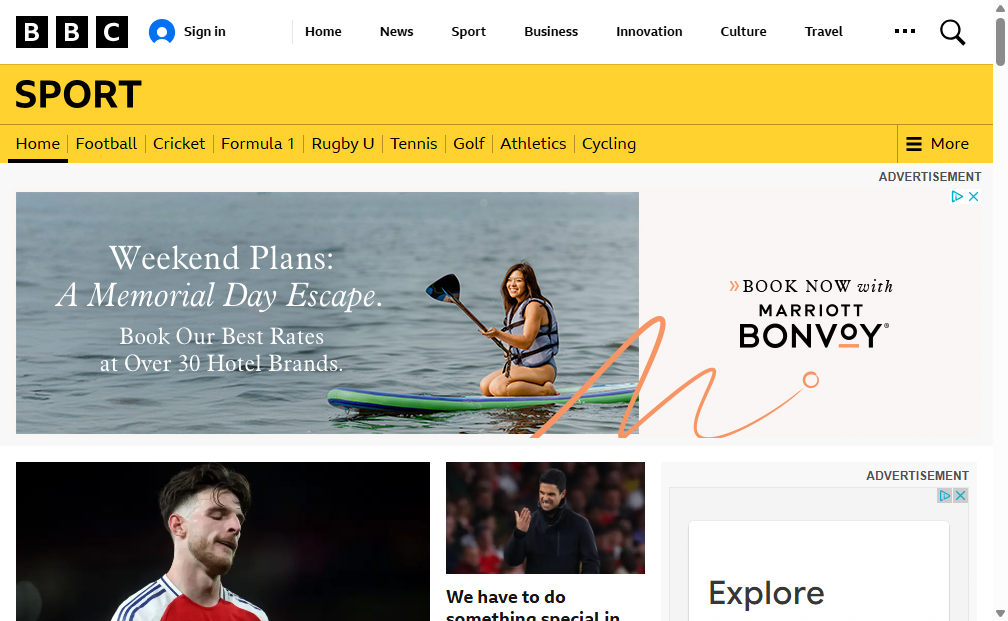 BBC
Sign in
Home
News
Sport
Business
Innovation
Culture
Travel
SPORT
Home
Football
Cricket
Formula 1
Rugby U
Tennis
Golf
Athletics
Cycling
More
ADVERTISEMENT
Weekend Plans:
A Memorial Day Escape.
Book Our Best Rates
at Over 30 Hotel Brands.
»BOOK NOW with
MARRIOTT
BONVOY®
ADVERTISEMENT
We have to do
something special in
Explore